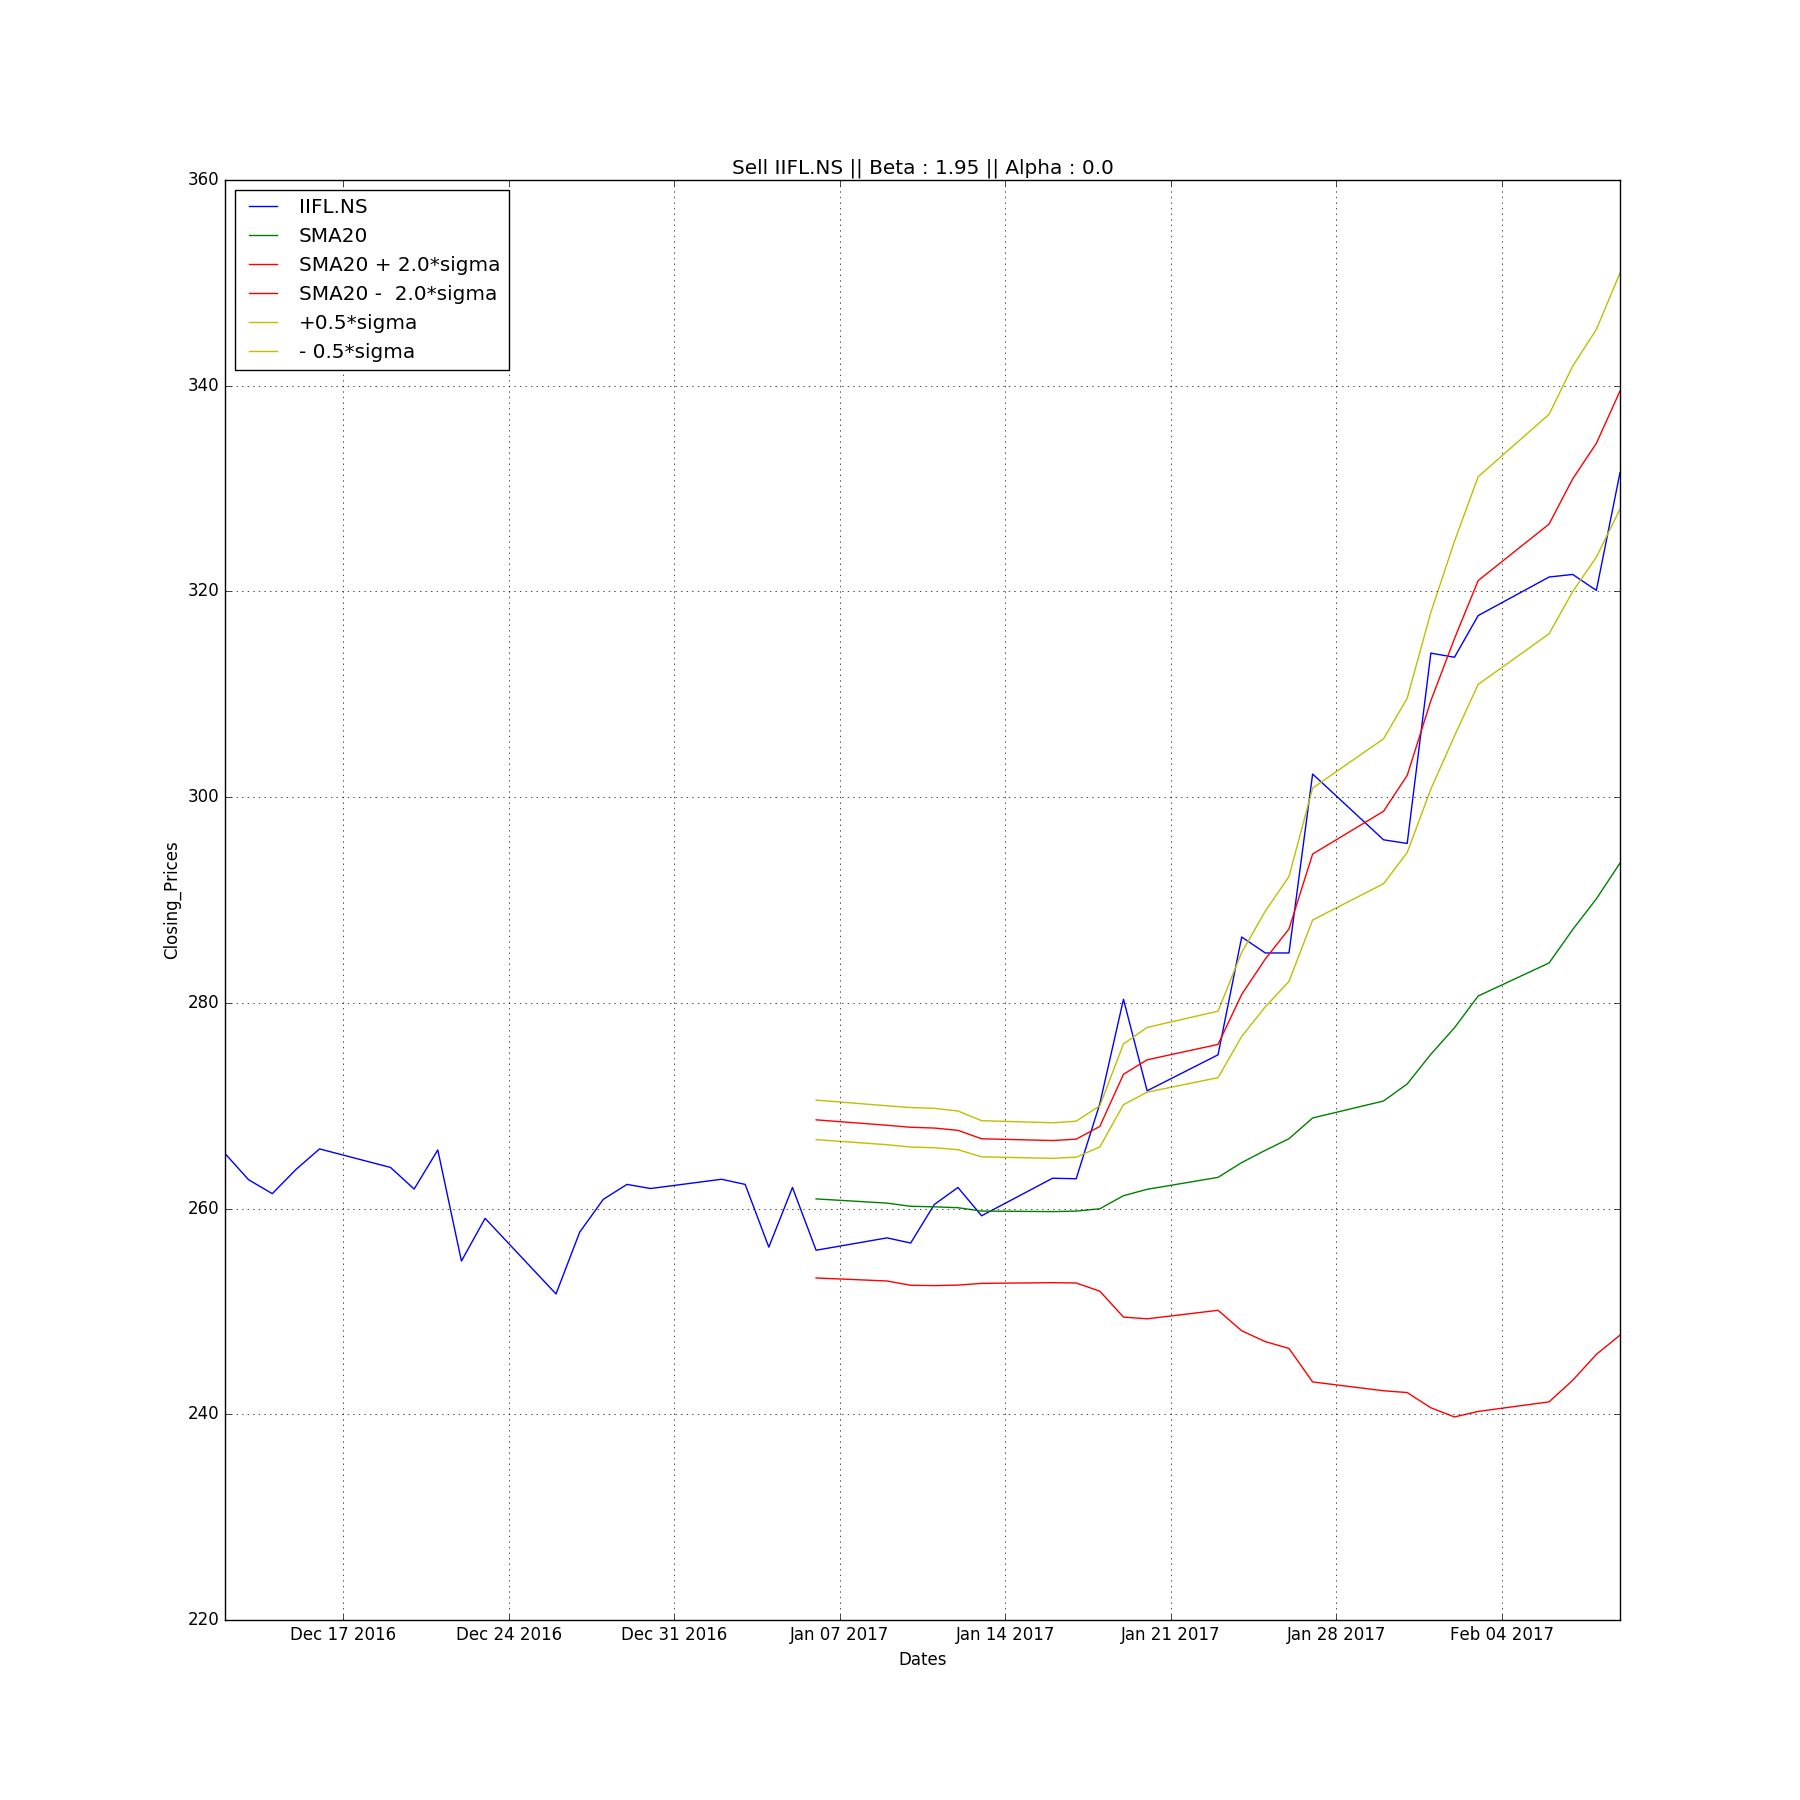 Sell IIFL.NS || Beta : 1.95 || Alpha : 0.0
360
340
320
300
280
260
240
220
Closing_Prices
IIFL.NS
SMA20
SMA20 + 2.0*sigma
SMA20 -  2.0*sigma
+0.5*sigma
- 0.5*sigma
Dec 17 2016
Dec 24 2016
Dec 31 2016
Jan 07 2017
Jan 14 2017
Jan 21 2017
Jan 28 2017
Feb 04 2017
Dates